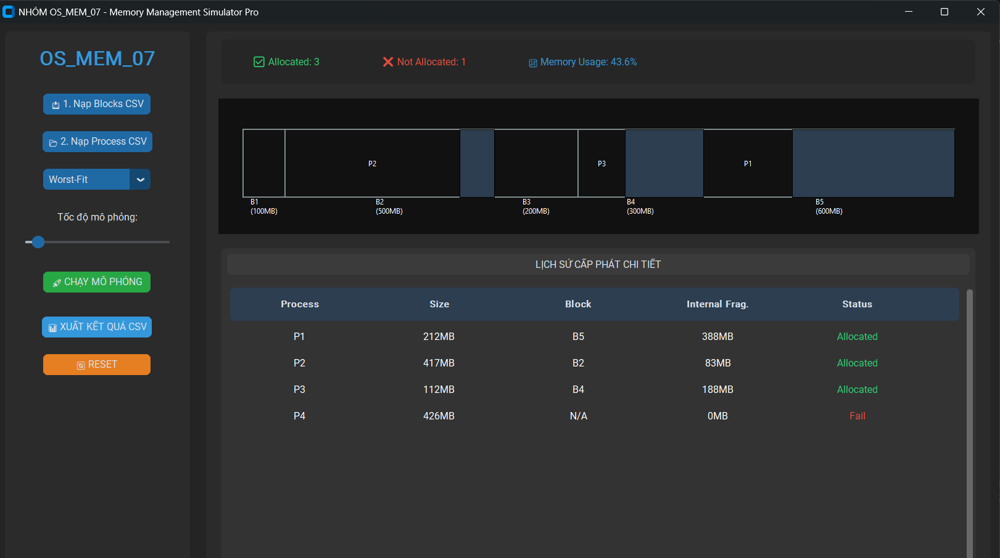 NHÓM OS_MEM_07 - Memory Management Simulator Pro
OS_MEM_07
1. Nạp Blocks CSV
2. Nạp Process CSV
Worst-Fit
Tốc độ mô phỏng:
CHẠY MÔ PHỎNG
XUẤT KẾT QUẢ CSV
RESET
Allocated: 3
Not Allocated: 1
Memory Usage: 43.6%
P2
P3
P1
B1
(100MB)
B2
(500MB)
B3
(200MB)
B4
(300MB)
B5
(600MB)
LỊCH SỬ CẤP PHÁT CHI TIẾT
Process Size Block Internal Frag. Status
P1 212MB B5 388MB Allocated
P2 417MB B2 83MB Allocated
P3 112MB B4 188MB Allocated
P4 426MB N/A 0MB Fail